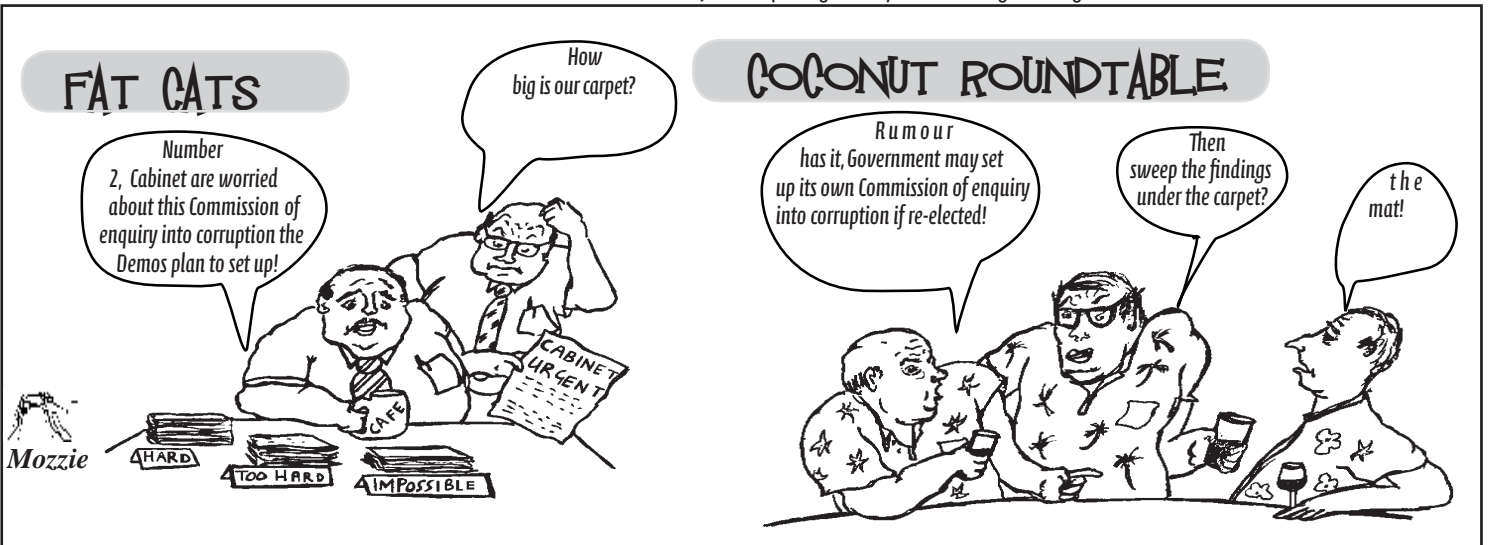 FAT CATS
Number
2, Cabinet are worried
about this Commission of
enquiry into corruption the
Demos plan to set up!
How
big is our carpet?
CABINET
URGENT
CAFE
HARD
TOO HARD
IMPOSSIBLE
Mozzie
COCONUT ROUNDTABLE
Rumour
has it, Government may set
up its own Commission of enquiry
into corruption if re-elected!
Then
sweep the findings
under the carpet?
the
mat!